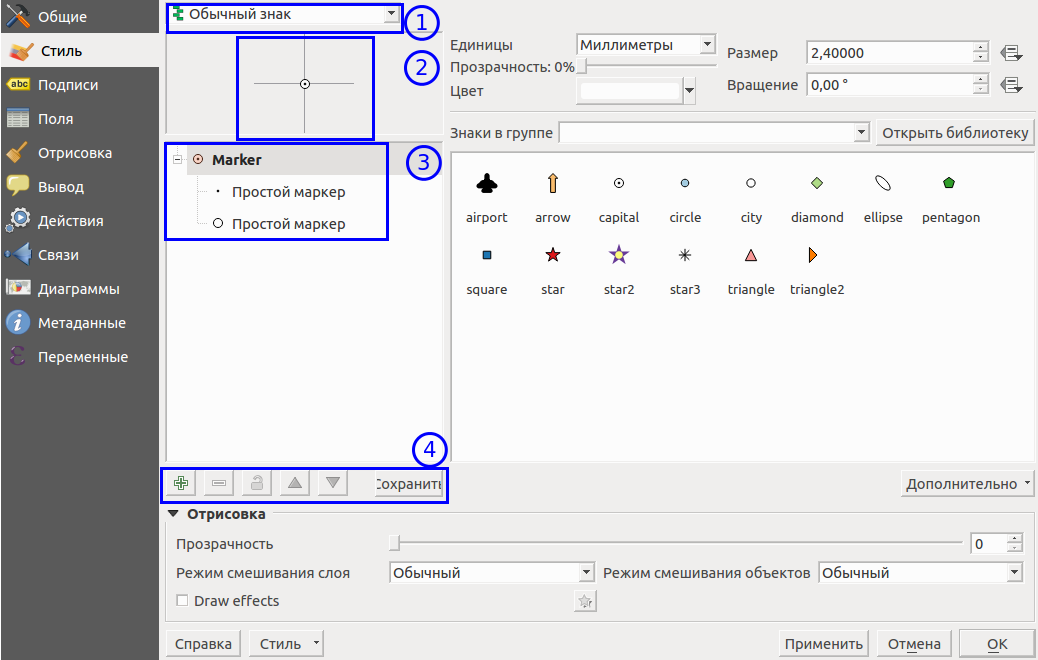 Общие
Стиль
abc Подписи
Поля
Отрисовка
Вывод
Действия
Связи
Диаграммы
Метаданные
Переменные
Обычный знак
1
2
Marker
3
Простой маркер
Простой маркер
4
Сохранить
Единицы Миллиметры
Прозрачность: 0%
Цвет
Размер 2,40000
Вращение 0,00 °
Знаки в группе Открыть библиотеку
airport arrow capital circle city diamond ellipse pentagon
square star star2 star3 triangle triangle2
Дополнительно
Отрисовка
Прозрачность 0
Режим смешивания слоя Обычный Режим смешивания объектов Обычный
Draw effects
Справка Стиль Применить Отмена OK